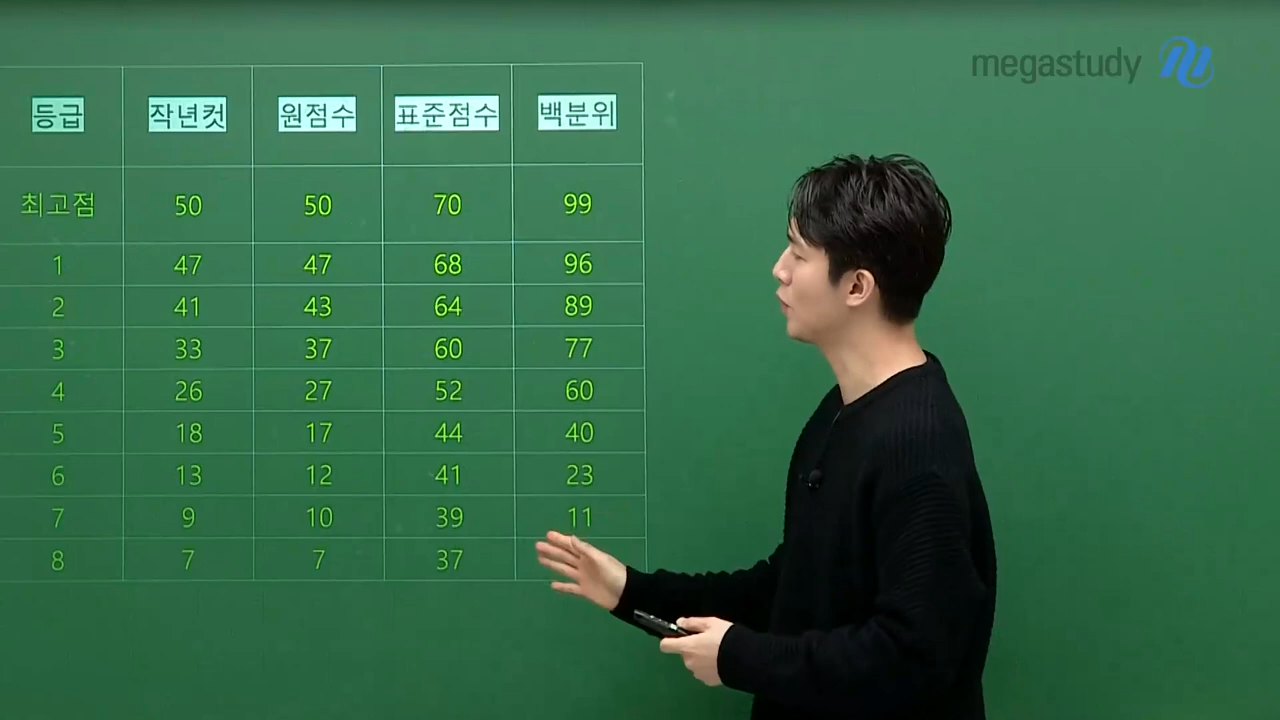 megastudy
등급 작년컷 원점수 표준점수 백분위
최고점 50 50 70 99
1 47 47 68 96
2 41 43 64 89
3 33 37 60 77
4 26 27 52 60
5 18 17 44 40
6 13 12 41 23
7 9 10 39 11
8 7 7 37